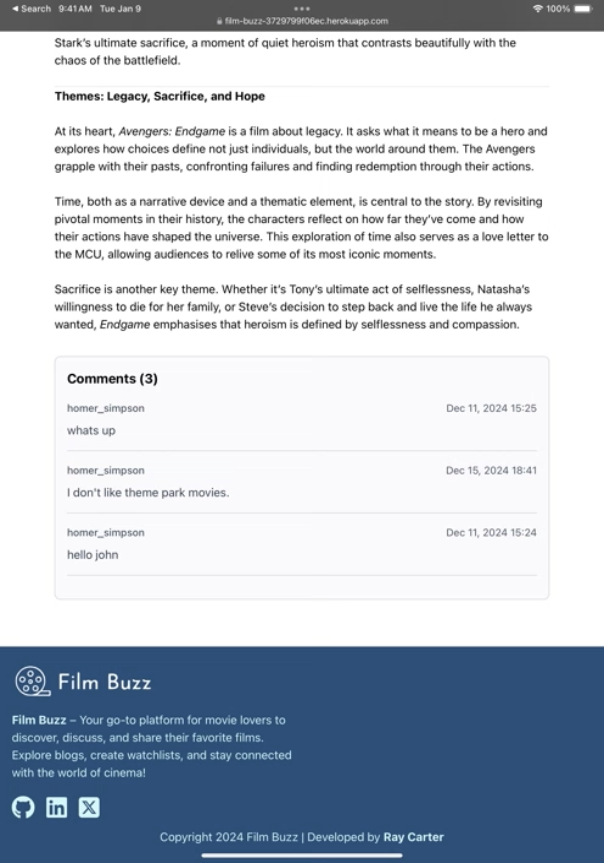 ◀ Search 9:41 AM Tue Jan 9 100%
film-buzz-3729799f06ec.herokuapp.com
Stark's ultimate sacrifice, a moment of quiet heroism that contrasts beautifully with the
chaos of the battlefield.
Themes: Legacy, Sacrifice, and Hope
At its heart, Avengers: Endgame is a film about legacy. It asks what it means to be a hero and
explores how choices define not just individuals, but the world around them. The Avengers
grapple with their pasts, confronting failures and finding redemption through their actions.
Time, both as a narrative device and a thematic element, is central to the story. By revisiting
pivotal moments in their history, the characters reflect on how far they've come and how
their actions have shaped the universe. This exploration of time also serves as a love letter to
the MCU, allowing audiences to relive some of its most iconic moments.
Sacrifice is another key theme. Whether it's Tony's ultimate act of selflessness, Natasha's
willingness to die for her family, or Steve's decision to step back and live the life he always
wanted, Endgame emphasises that heroism is defined by selflessness and compassion.
Comments (3)
homer_simpson Dec 11, 2024 15:25
whats up
homer_simpson Dec 15, 2024 18:41
I don't like theme park movies.
homer_simpson Dec 11, 2024 15:24
hello john
Film Buzz
Film Buzz – Your go-to platform for movie lovers to
discover, discuss, and share their favorite films.
Explore blogs, create watchlists, and stay connected
with the world of cinema!
in X
Copyright 2024 Film Buzz | Developed by Ray Carter